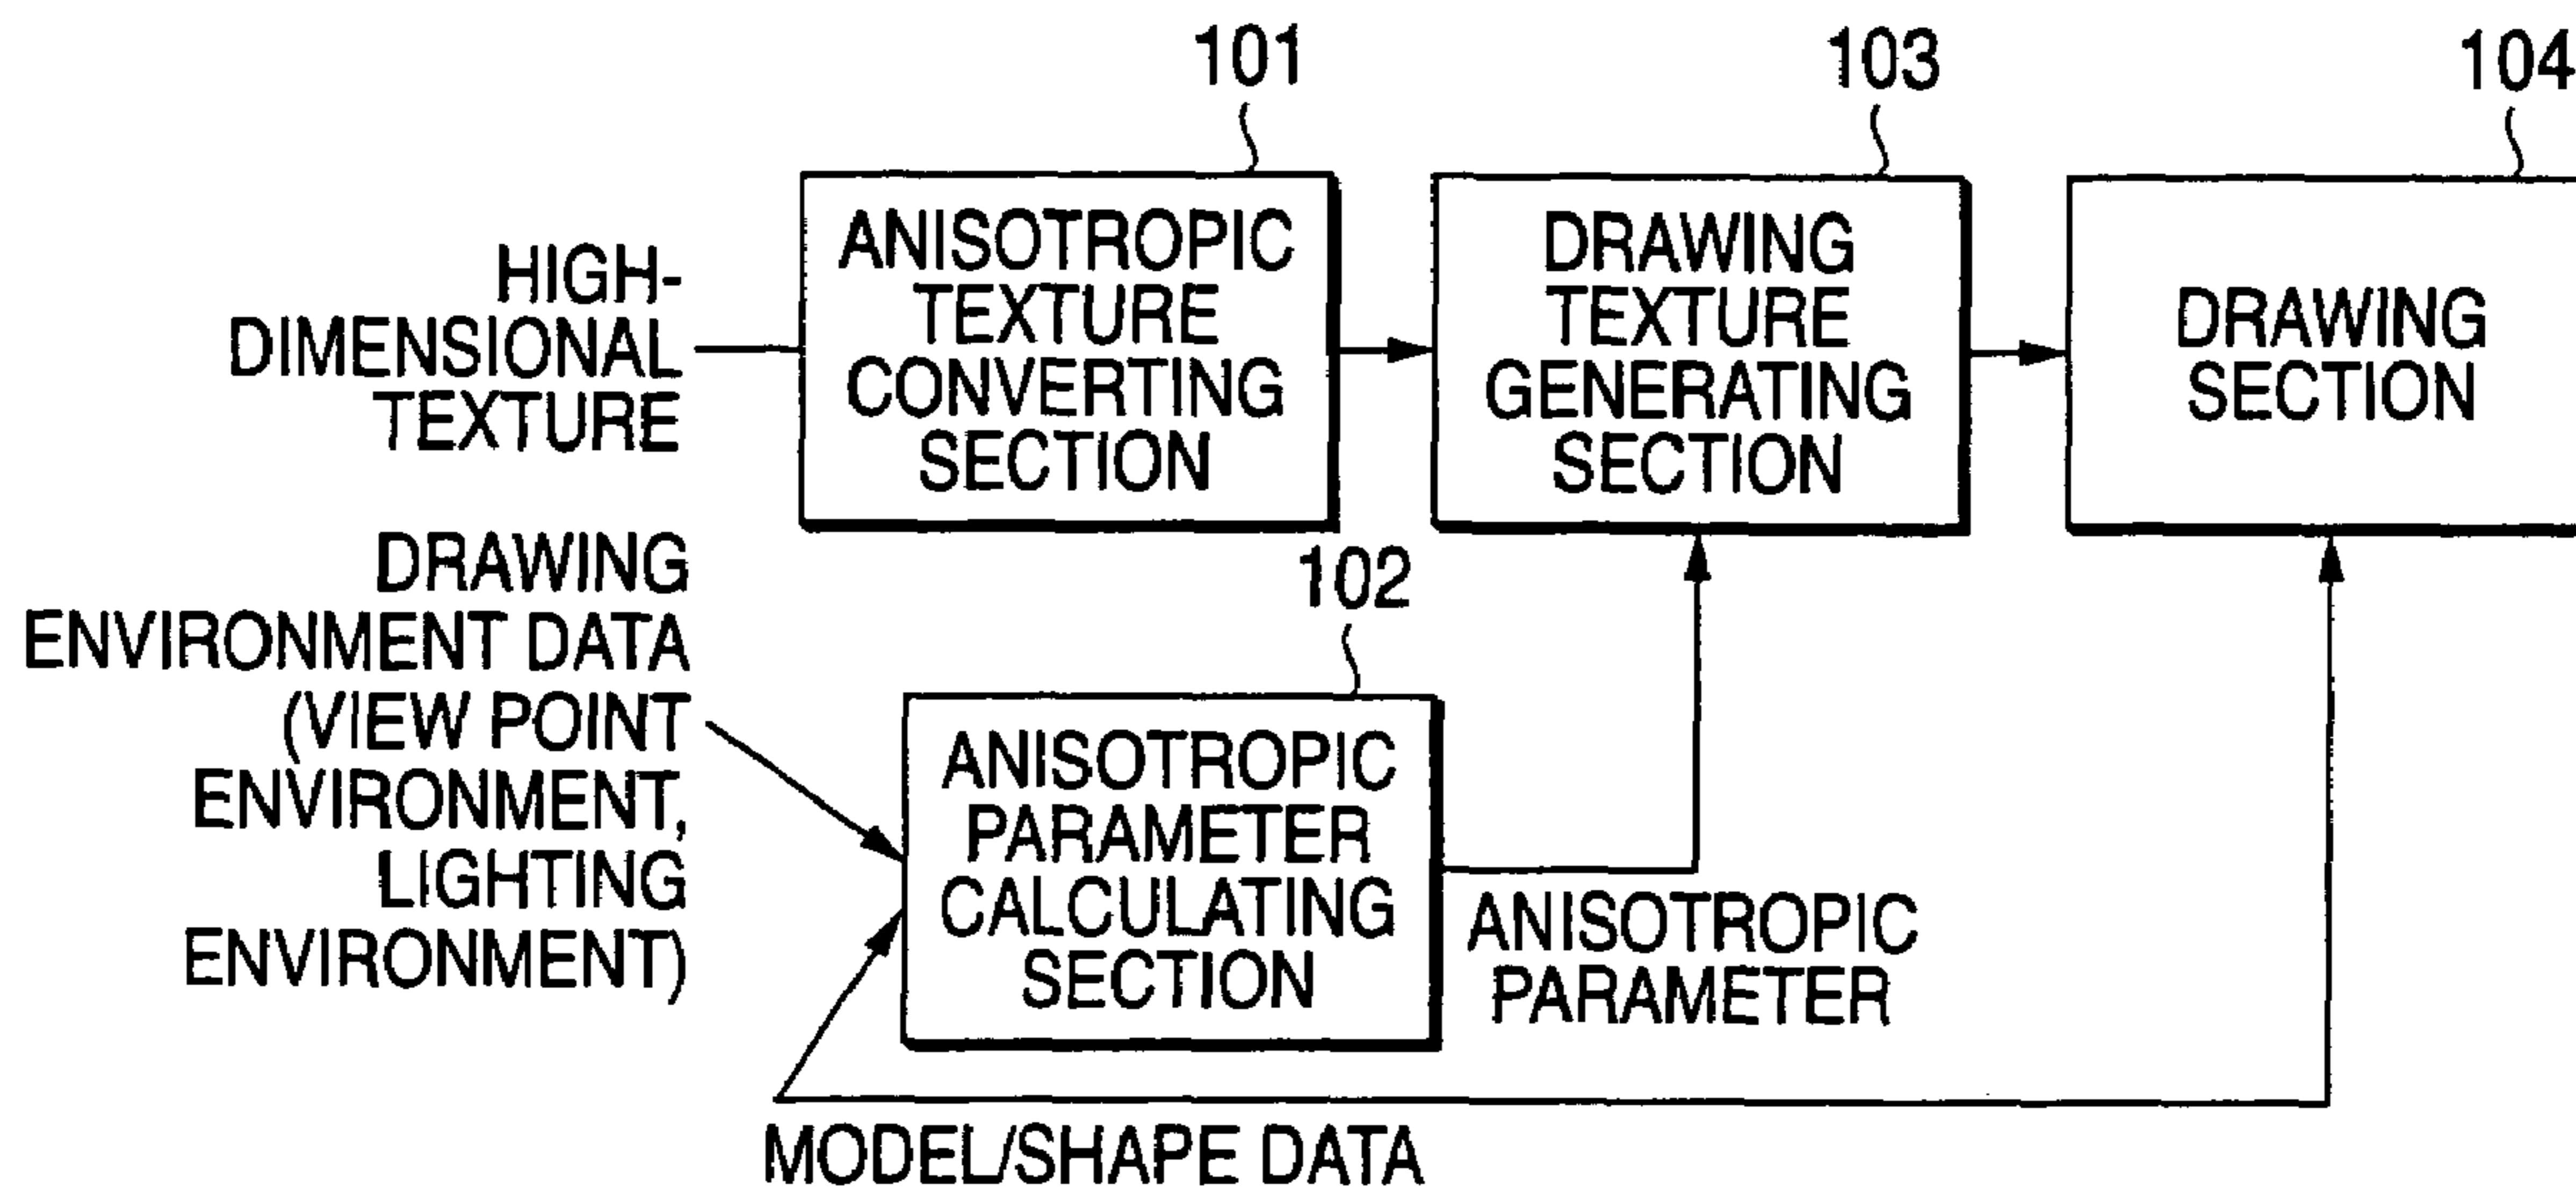 101
103
104
HIGH-
DIMENSIONAL
TEXTURE
ANISOTROPIC
TEXTURE
CONVERTING
SECTION
DRAWING
TEXTURE
GENERATING
SECTION
DRAWING
SECTION
DRAWING
ENVIRONMENT DATA
(VIEW POINT
ENVIRONMENT,
LIGHTING
ENVIRONMENT)
102
ANISOTROPIC
PARAMETER
CALCULATING
SECTION
ANISOTROPIC
PARAMETER
MODEL/SHAPE DATA